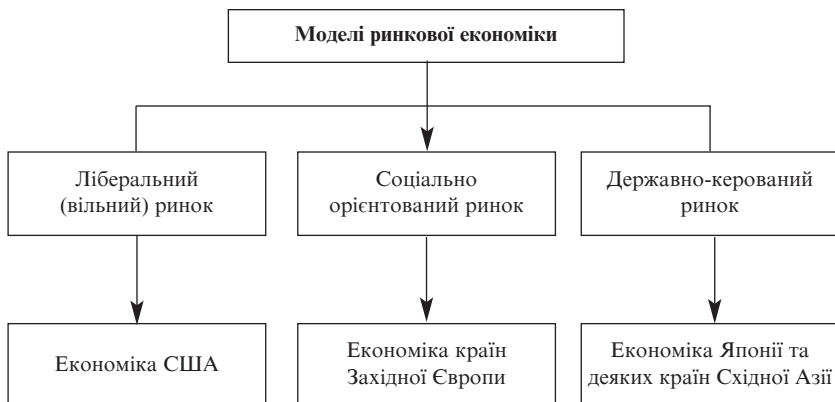 Моделі ринкової економіки
Ліберальний
(вільний) ринок
Соціально
орієнтований ринок
Державно-керований
ринок
Економіка США
Економіка країн
Західної Європи
Економіка Японії та
деяких країн Східної Азії